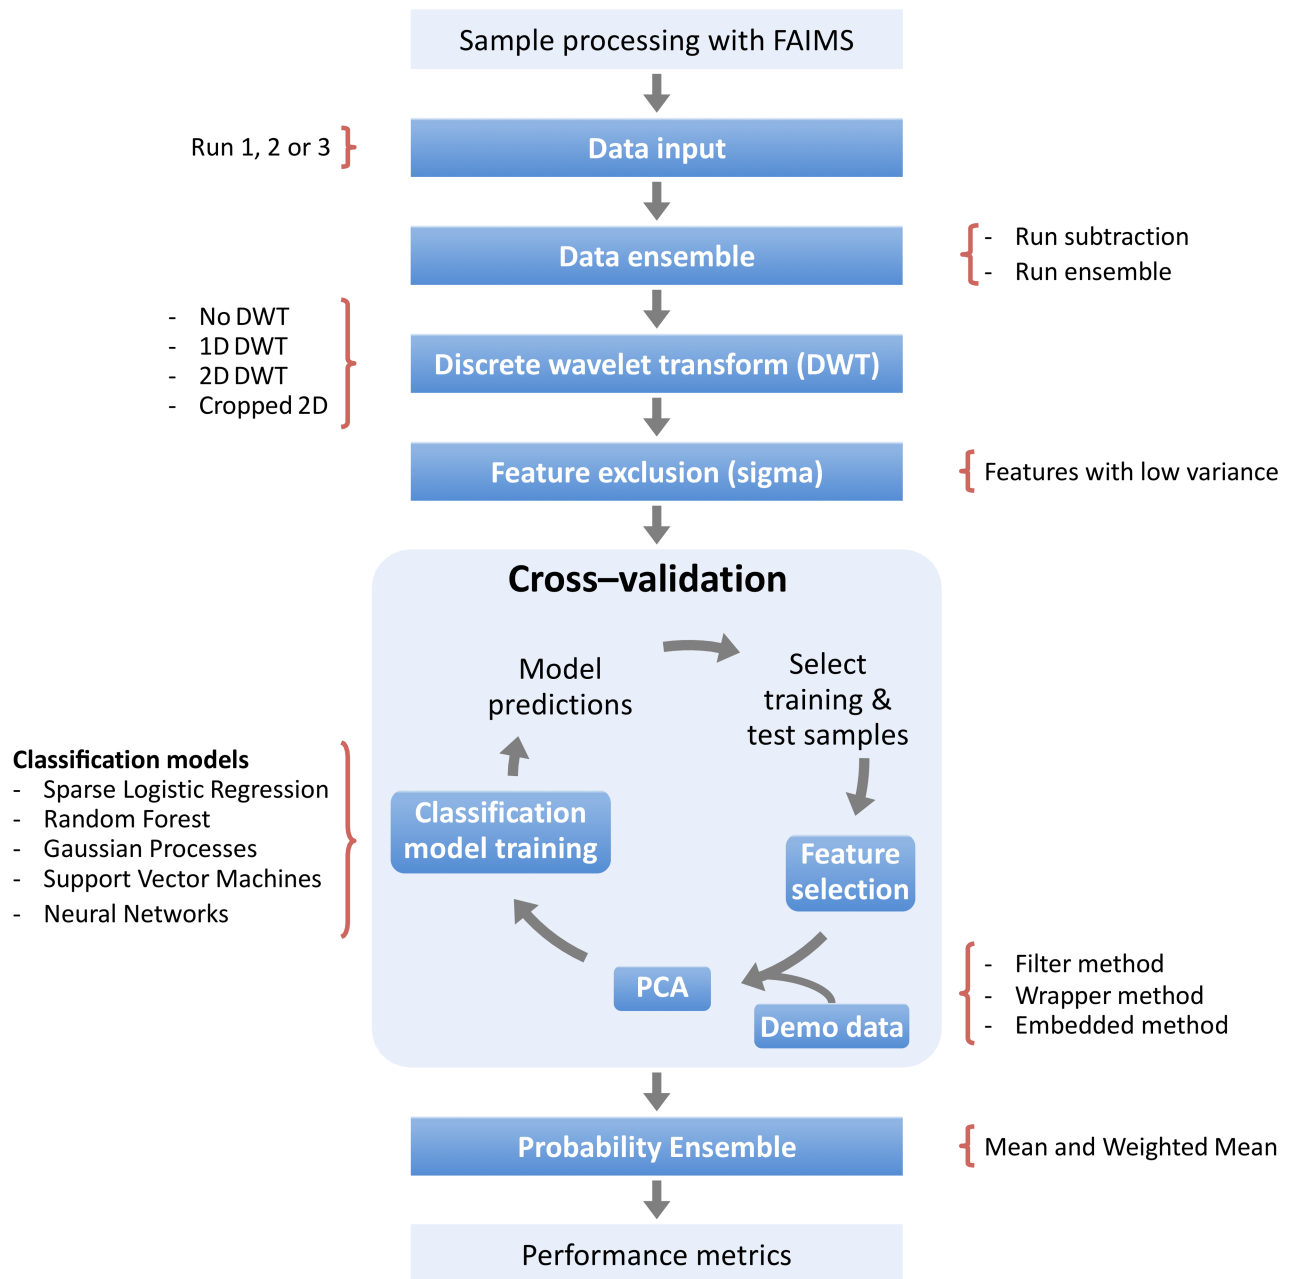 Sample processing with FAIMS
Run 1, 2 or 3
Data input
Data ensemble
- Run subtraction
- Run ensemble
- No DWT
- 1D DWT
- 2D DWT
- Cropped 2D
Discrete wavelet transform (DWT)
Feature exclusion (sigma)
Features with low variance
Cross–validation
Model
predictions
Select
training &
test samples
Classification models
- Sparse Logistic Regression
- Random Forest
- Gaussian Processes
- Support Vector Machines
- Neural Networks
Classification
model training
Feature
selection
PCA
Demo data
- Filter method
- Wrapper method
- Embedded method
Probability Ensemble
Mean and Weighted Mean
Performance metrics